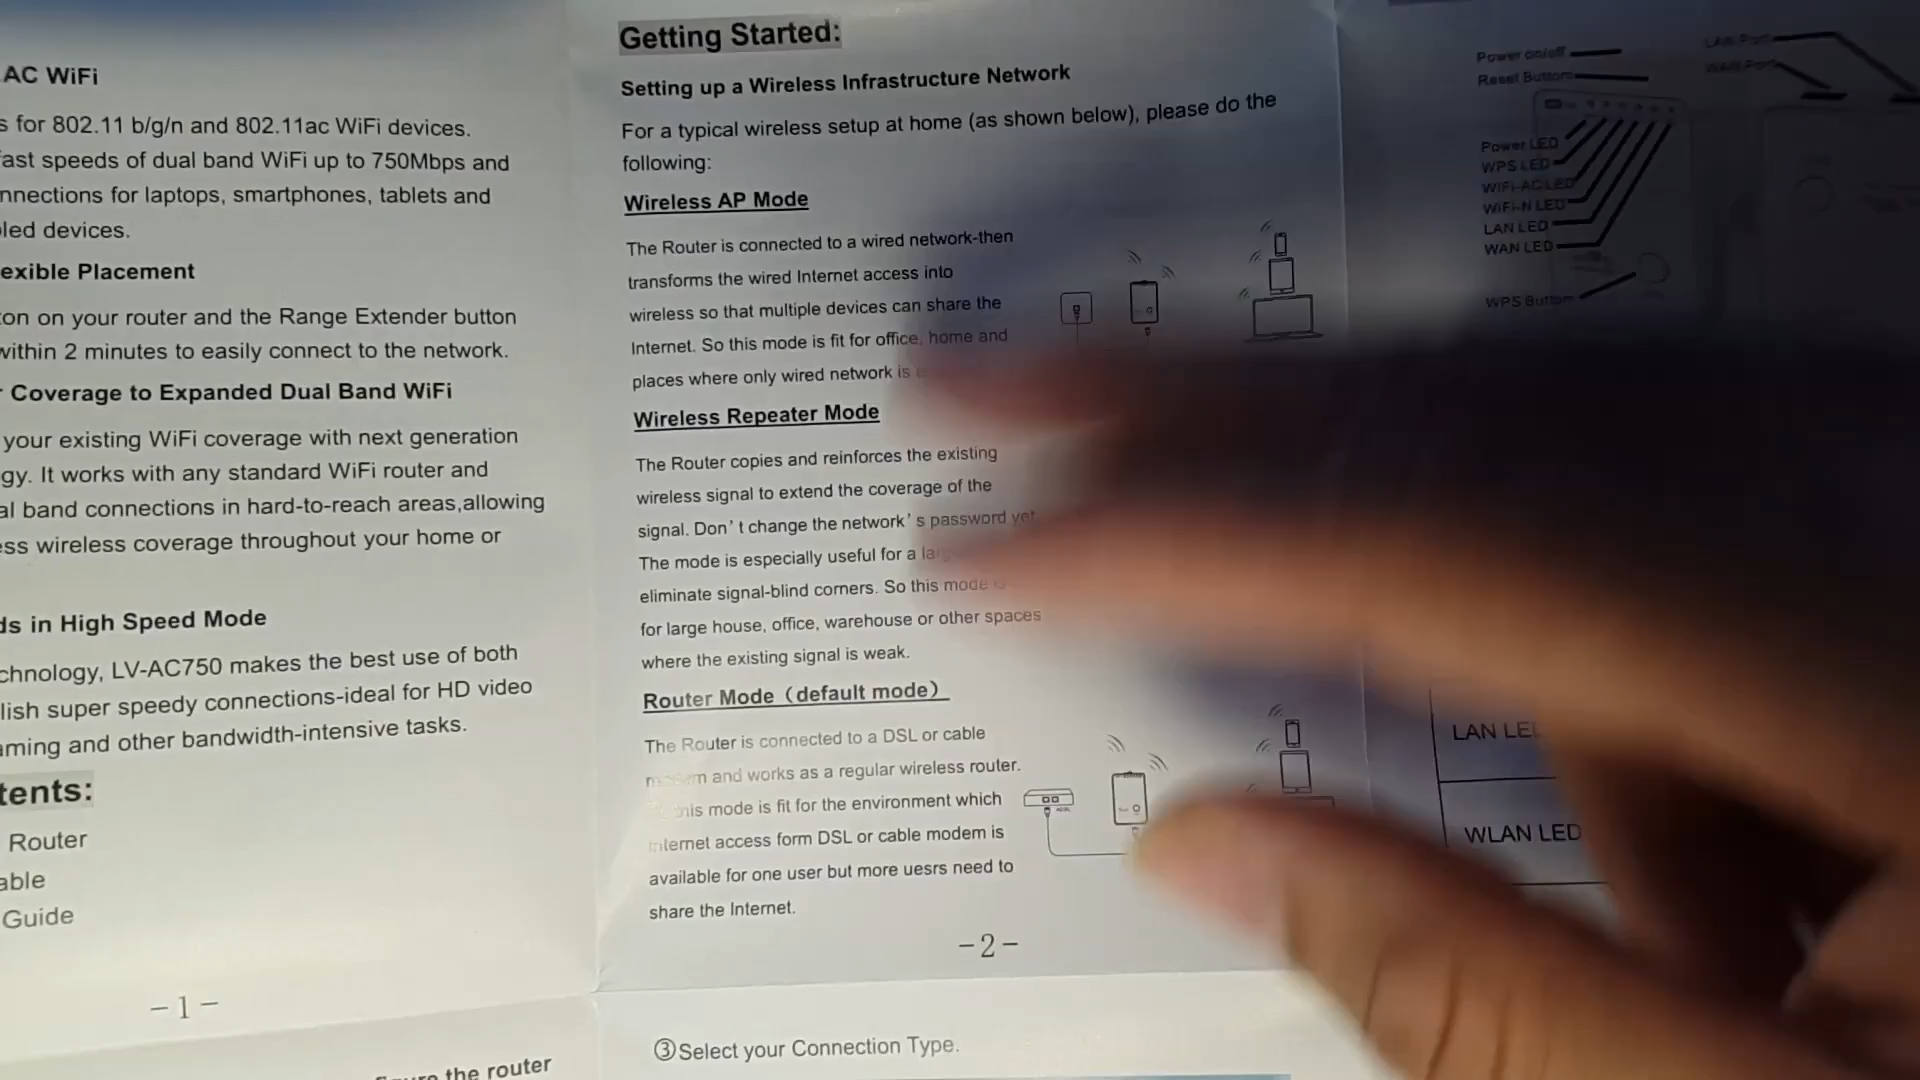 AC WiFi
s for 802.11 b/g/n and 802.11ac WiFi devices.
fast speeds of dual band WiFi up to 750Mbps and
nnections for laptops, smartphones, tablets and
led devices.
exible Placement
on on your router and the Range Extender button
within 2 minutes to easily connect to the network.
Coverage to Expanded Dual Band WiFi
your existing WiFi coverage with next generation
gy. It works with any standard WiFi router and
al band connections in hard-to-reach areas,allowing
ess wireless coverage throughout your home or
ds in High Speed Mode
chnology, LV-AC750 makes the best use of both
lish super speedy connections-ideal for HD video
aming and other bandwidth-intensive tasks.
tents:
Router
able
Guide
-1-
the router
Getting Started:
Setting up a Wireless Infrastructure Network
For a typical wireless setup at home (as shown below), please do the
following:
Wireless AP Mode
The Router is connected to a wired network-then
transforms the wired Internet access into
wireless so that multiple devices can share the
Internet. So this mode is fit for office, home and
places where only wired network is
Wireless Repeater Mode
The Router copies and reinforces the existing
wireless signal to extend the coverage of the
signal. Don't change the network's password yet
The mode is especially useful for a
eliminate signal-blind corners. So this mode is
for large house, office, warehouse or other spaces
where the existing signal is weak.
Router Mode (default mode)
The Router is connected to a DSL or cable
and works as a regular wireless router.
this mode is fit for the environment which
Internet access form DSL or cable modem is
available for one user but more uesrs need to
share the Internet.
-2-
③Select your Connection Type.
Power on/off
Reset Button
LAN Port
WAN Port
Power LED
WPS LED
WiFi-AC LED
WiFi-N LED
LAN LED
WAN LED
WPS Button
LAN LED
WLAN LED